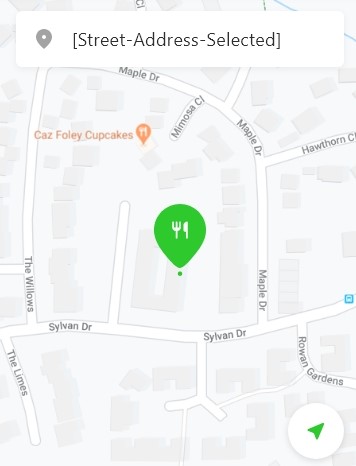 Cl
[Street-Address-Selected]
Maple Dr
Mimosa Cl
Maple Dr
Caz Foley Cupcakes
Hawthorn C
The Willows
Maple Dr
Sylvan Dr
Sylvan Dr
The Limes
Rowan Gardens